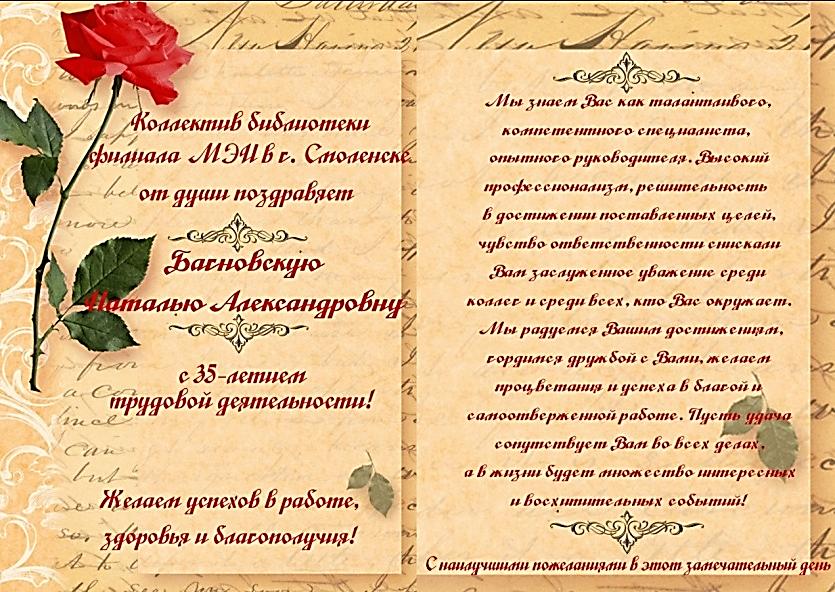 Коллектив библиотеки
филиала МЭИ в г. Смоленске
от души поздравяет
Багновскую
Наталью Александровну
с 35-летием
трудовой деятельности!
Желаем успехов в работе,
здоровья и благополучия!
Мы знаем Вас как талантливого,
компетентного специалиста,
опытного руководителя. Высокий
профессионализм, решительность
в достижении поставленных целей,
чувство ответственности снискали
Вам заслуженное уважение среди
коллег и среди всех, кто Вас окружает.
Мы радуемся Вашим достижениям,
гордимся дружбой с Вами, желаем
процветания и успеха в благой и
самоотверженной работе. Пусть удача
сопутствует Вам во всех делах,
а в жизни будет множество интересных
и восхитительных событий!
С наилучшими пожеланиями в этот замечательный день